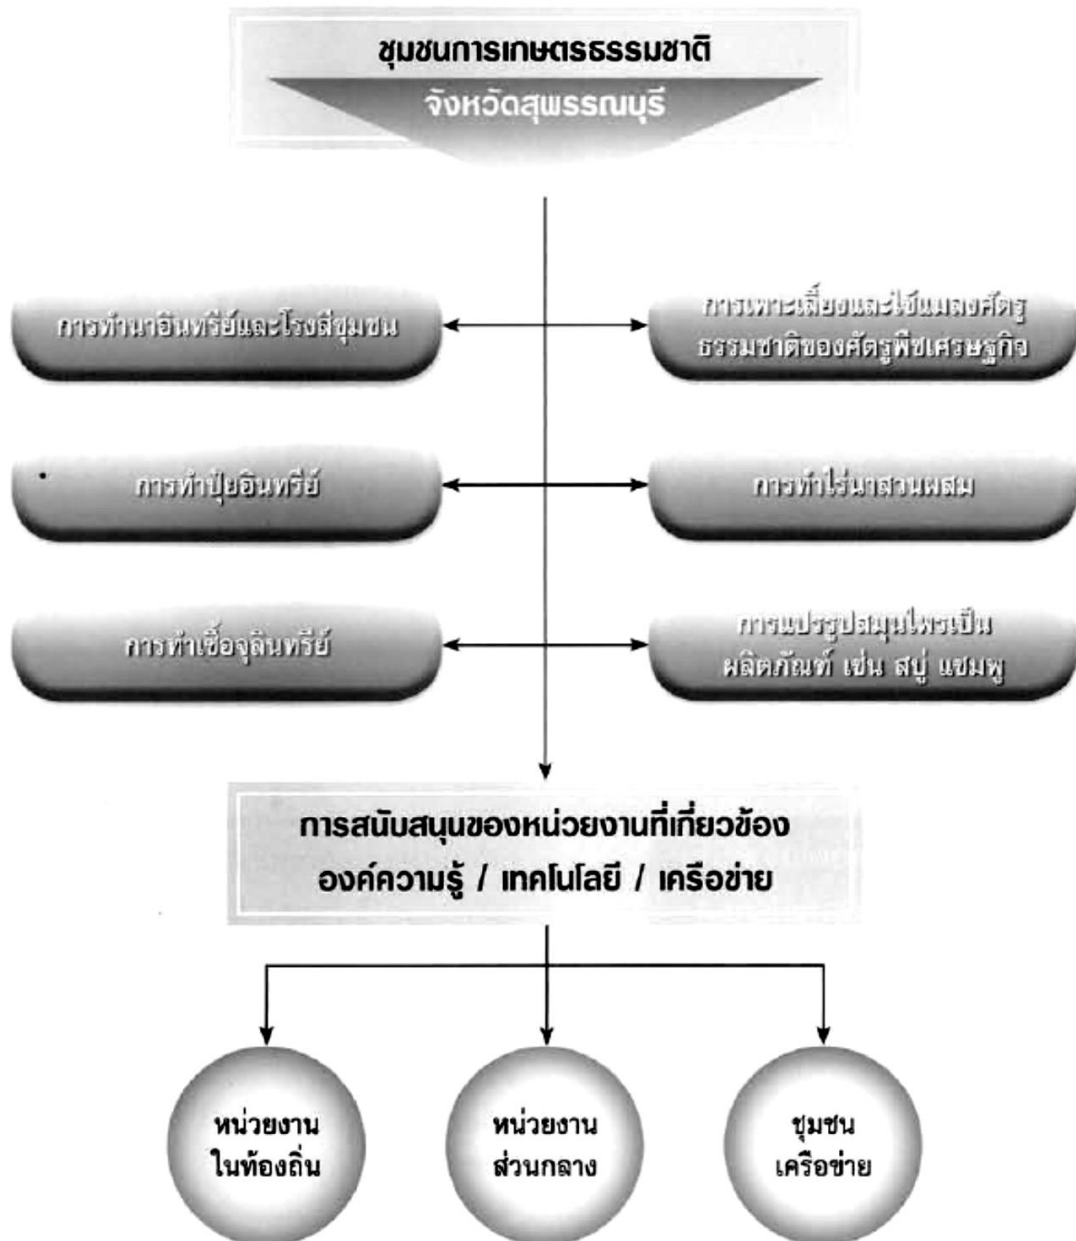 ชุมชนการเกษตรธรรมชาติ
จังหวัดสุพรรณบุรี
การทำนาอินทรีย์และโรงสีชุมชน
การเพาะเลี้ยงและใช้แมลงศัตรู
ธรรมชาติของศัตรูพืชเศรษฐกิจ
การทำปุ๋ยอินทรีย์
การทำไร่นาสวนผสม
การทำเชื้อจุลินทรีย์
การแปรรูปสมุนไพรเป็น
ผลิตภัณฑ์ เช่น สบู่ แชมพู
การสนับสนุนของหน่วยงานที่เกี่ยวข้อง
องค์ความรู้ / เทคโนโลยี / เครือข่าย
หน่วยงาน
ในท้องถิ่น
หน่วยงาน
ส่วนกลาง
ชุมชน
เครือข่าย